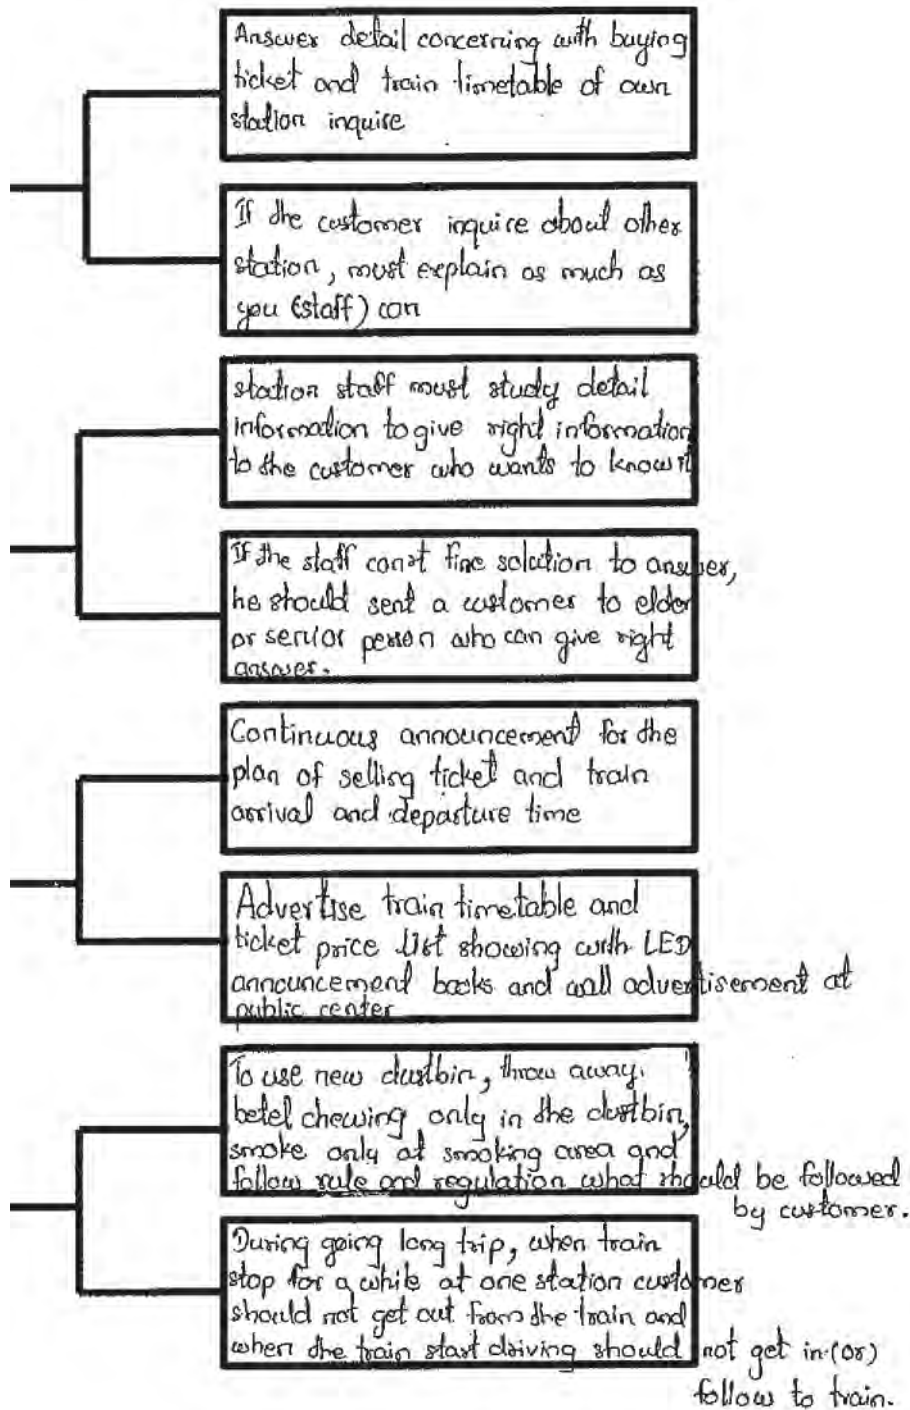 Answer detail concerning with buying
ticket and train timetable of own
station inquire
If the customer inquire about other
station, must explain as much as
you (staff) can
station staff must study detail
information to give right information
to the customer who wants to know it
If the staff can't fine solution to answer,
he should sent a customer to elder
or senior person who can give right
answer.
Continuous announcement for the
plan of selling ticket and train
arrival and departure time
Advertise train timetable and
ticket price list showing with LED,
announcement books and wall advertisement at
public center
To use new dustbin, throw away
betel chewing only in the dustbin,
smoke only at smoking area and
follow rule and regulation what should be followed
by customer.
During going long trip, when train
stop for a while at one station customer
should not get out from the train and
when the train start driving should not get in (or)
follow to train.